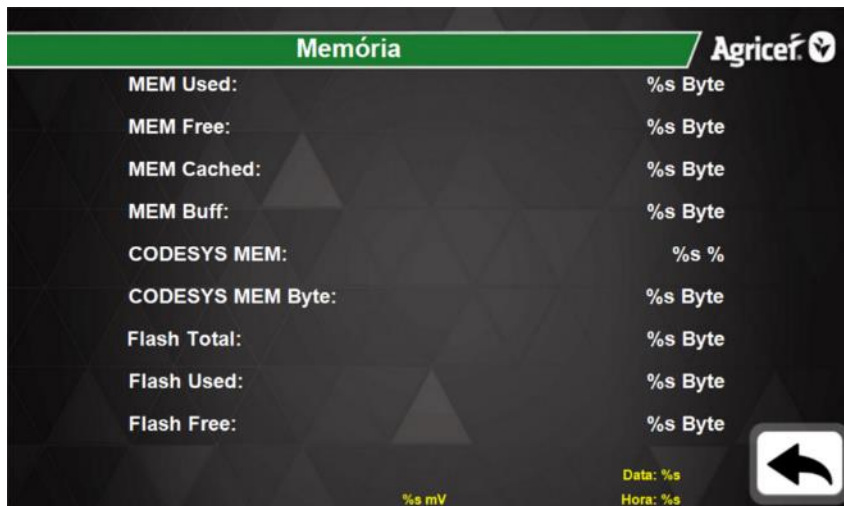 Memória
Agricef
MEM Used: %s Byte
MEM Free: %s Byte
MEM Cached: %s Byte
MEM Buff: %s Byte
CODESYS MEM: %s %
CODESYS MEM Byte: %s Byte
Flash Total: %s Byte
Flash Used: %s Byte
Flash Free: %s Byte
Data: %s
%s mV Hora: %s